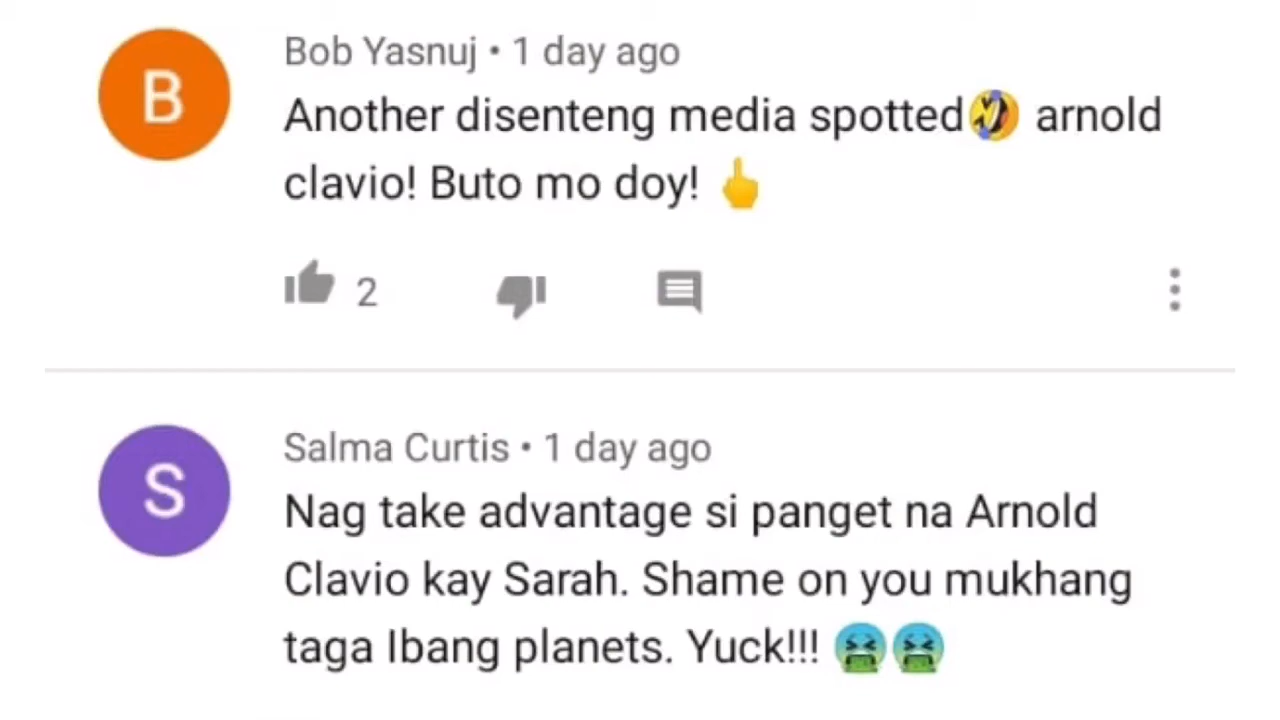 B
Bob Yasnuj • 1 day ago
Another disenteng media spotted🤣 arnold
clavio! Buto mo doy! 🖕
2
S
Salma Curtis • 1 day ago
Nag take advantage si panget na Arnold
Clavio kay Sarah. Shame on you mukhang
taga Ibang planets. Yuck!!! 🤮🤮